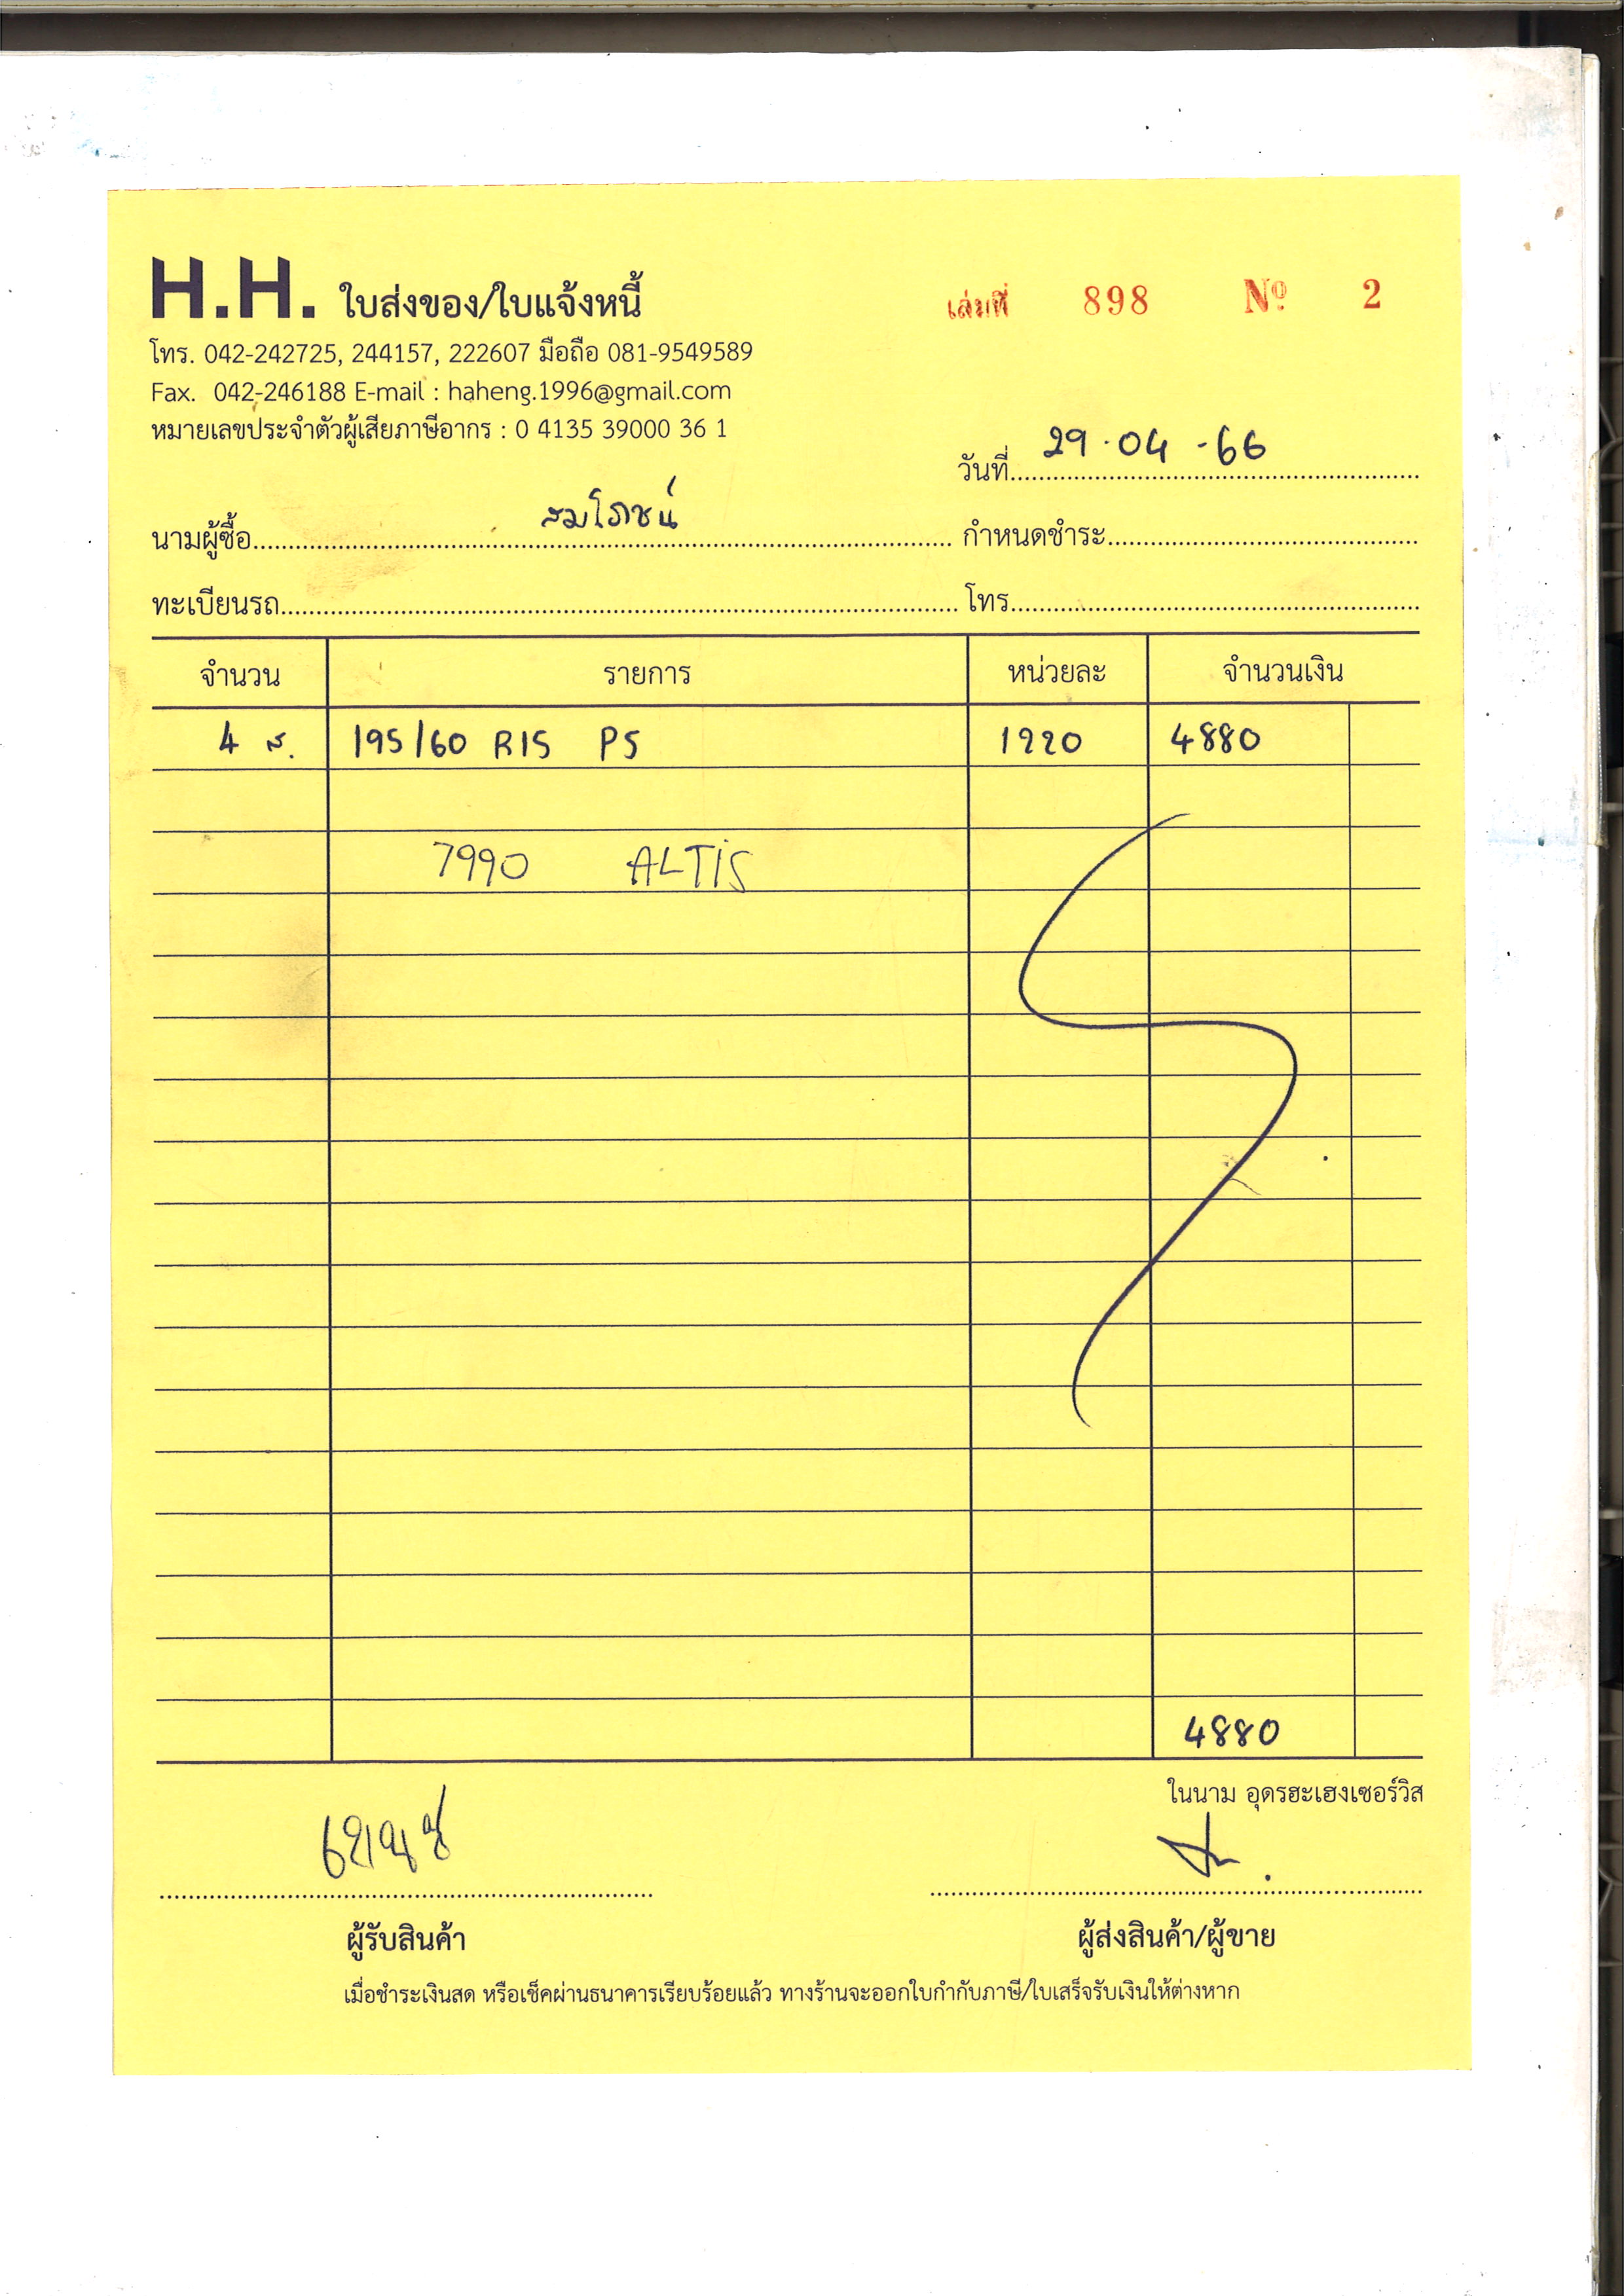 H.H. ใบส่งของ/ใบแจ้งหนี้
เล่มที่ 898 Nº 2
โทร. 042-242725, 244157, 222607 มือถือ 081-9549589
Fax. 042-246188 E-mail : haheng.1996@gmail.com
หมายเลขประจำตัวผู้เสียภาษีอากร : 0 4135 39000 36 1
วันที่ 29-04-66
นามผู้ซื้อ สมโภชน์ กำหนดชำระ
ทะเบียนรถ โทร.
จำนวน รายการ หน่วยละ จำนวนเงิน
4 ส. 195/60 R15 P5 1220 4880
7990 ALTiS
4880
ในนาม อุดรฮะเฮงเซอร์วิส
ผู้รับสินค้า ผู้ส่งสินค้า/ผู้ขาย
เมื่อชำระเงินสด หรือเช็คผ่านธนาคารเรียบร้อยแล้ว ทางร้านจะออกใบกำกับภาษี/ใบเสร็จรับเงินให้ต่างหาก